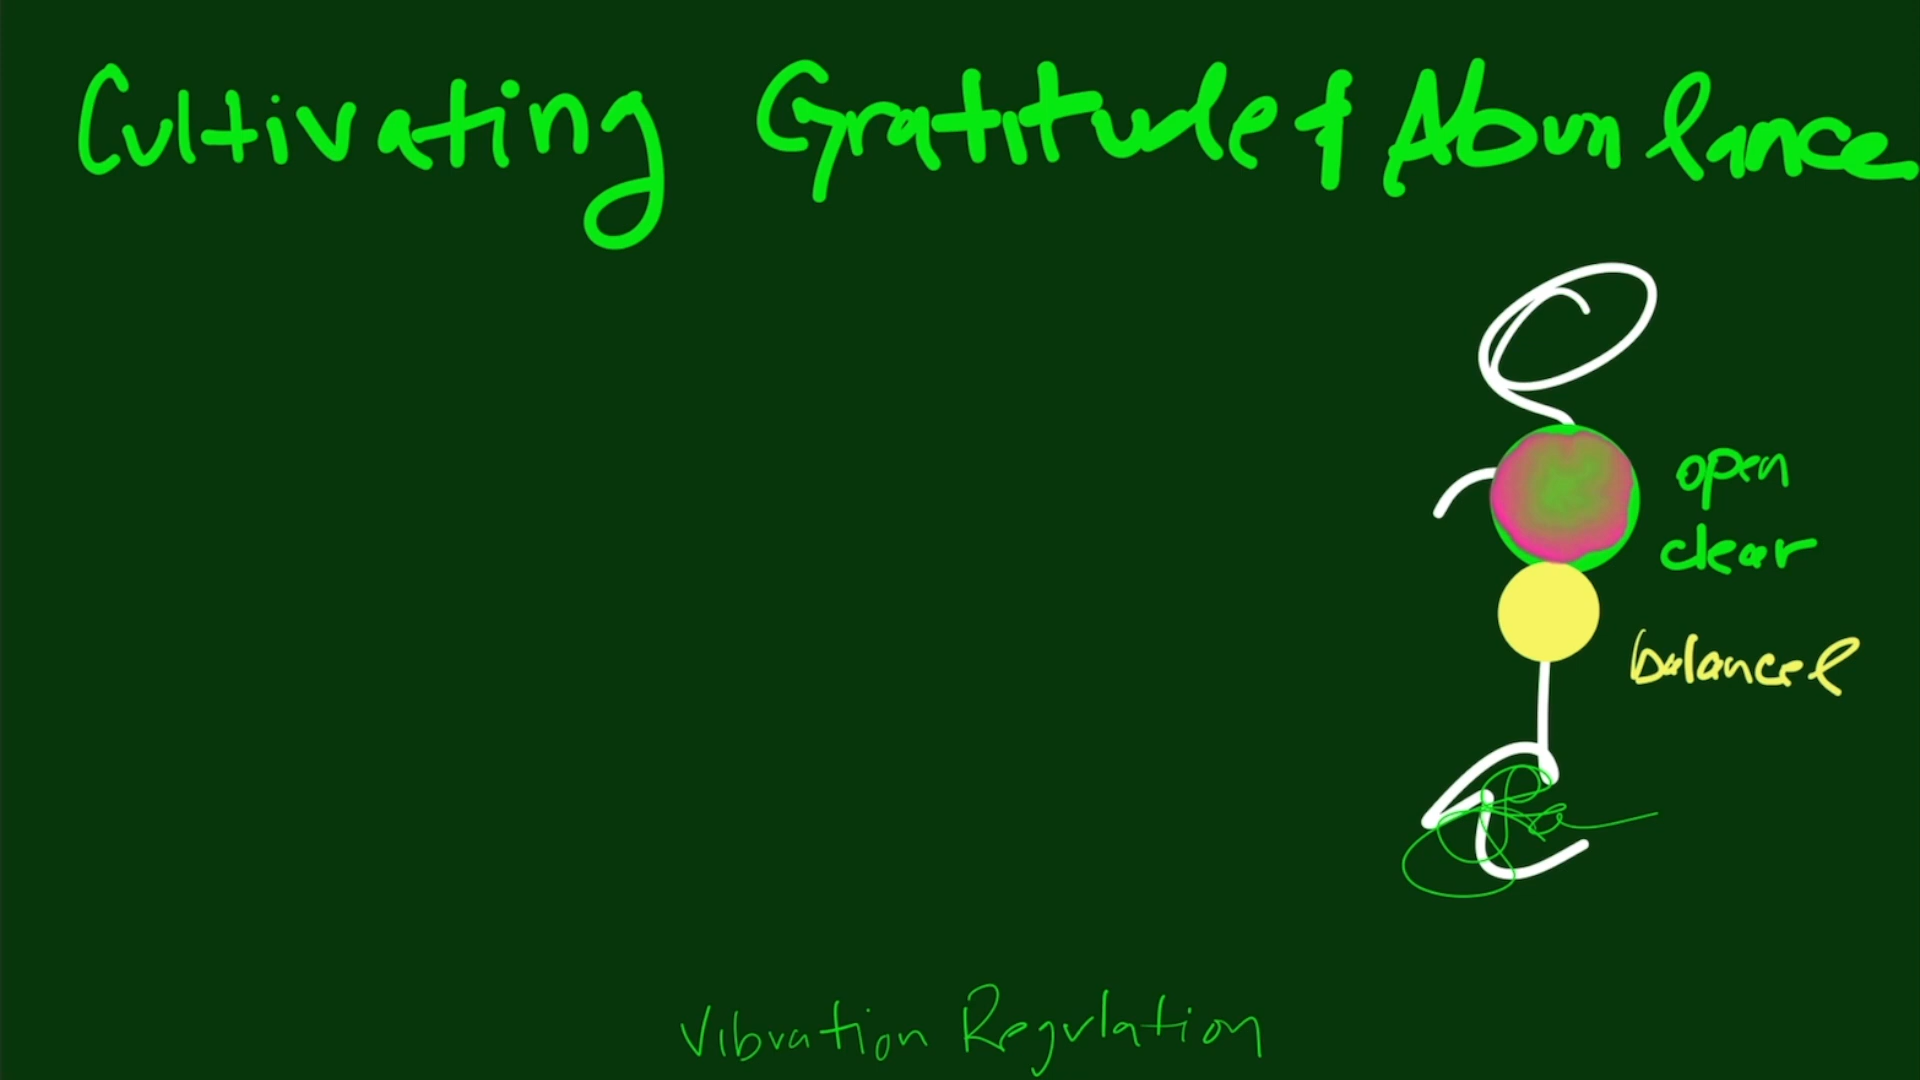 Cultivating Gratitude & Abundance
open
clear
balanced
Vibration Regulation